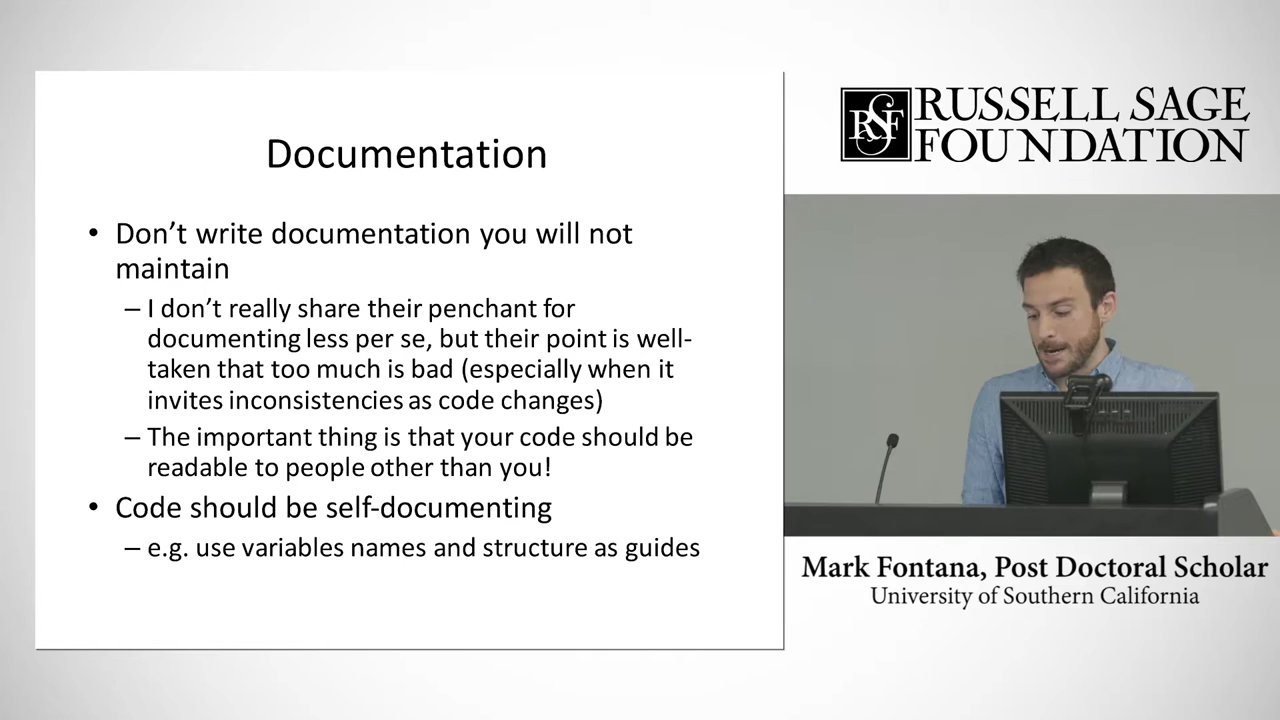 Documentation
• Don’t write documentation you will not
maintain
– I don’t really share their penchant for
documenting less per se, but their point is well-
taken that too much is bad (especially when it
invites inconsistencies as code changes)
– The important thing is that your code should be
readable to people other than you!
• Code should be self-documenting
– e.g. use variables names and structure as guides
RSF
RUSSELL SAGE
FOUNDATION
Mark Fontana, Post Doctoral Scholar
University of Southern California